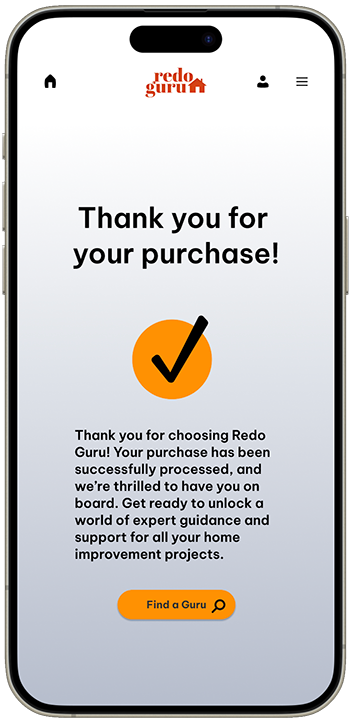 redo
guru
Thank you for
your purchase!
Thank you for choosing Redo
Guru! Your purchase has been
successfully processed, and
we’re thrilled to have you on
board. Get ready to unlock a
world of expert guidance and
support for all your home
improvement projects.
Find a Guru